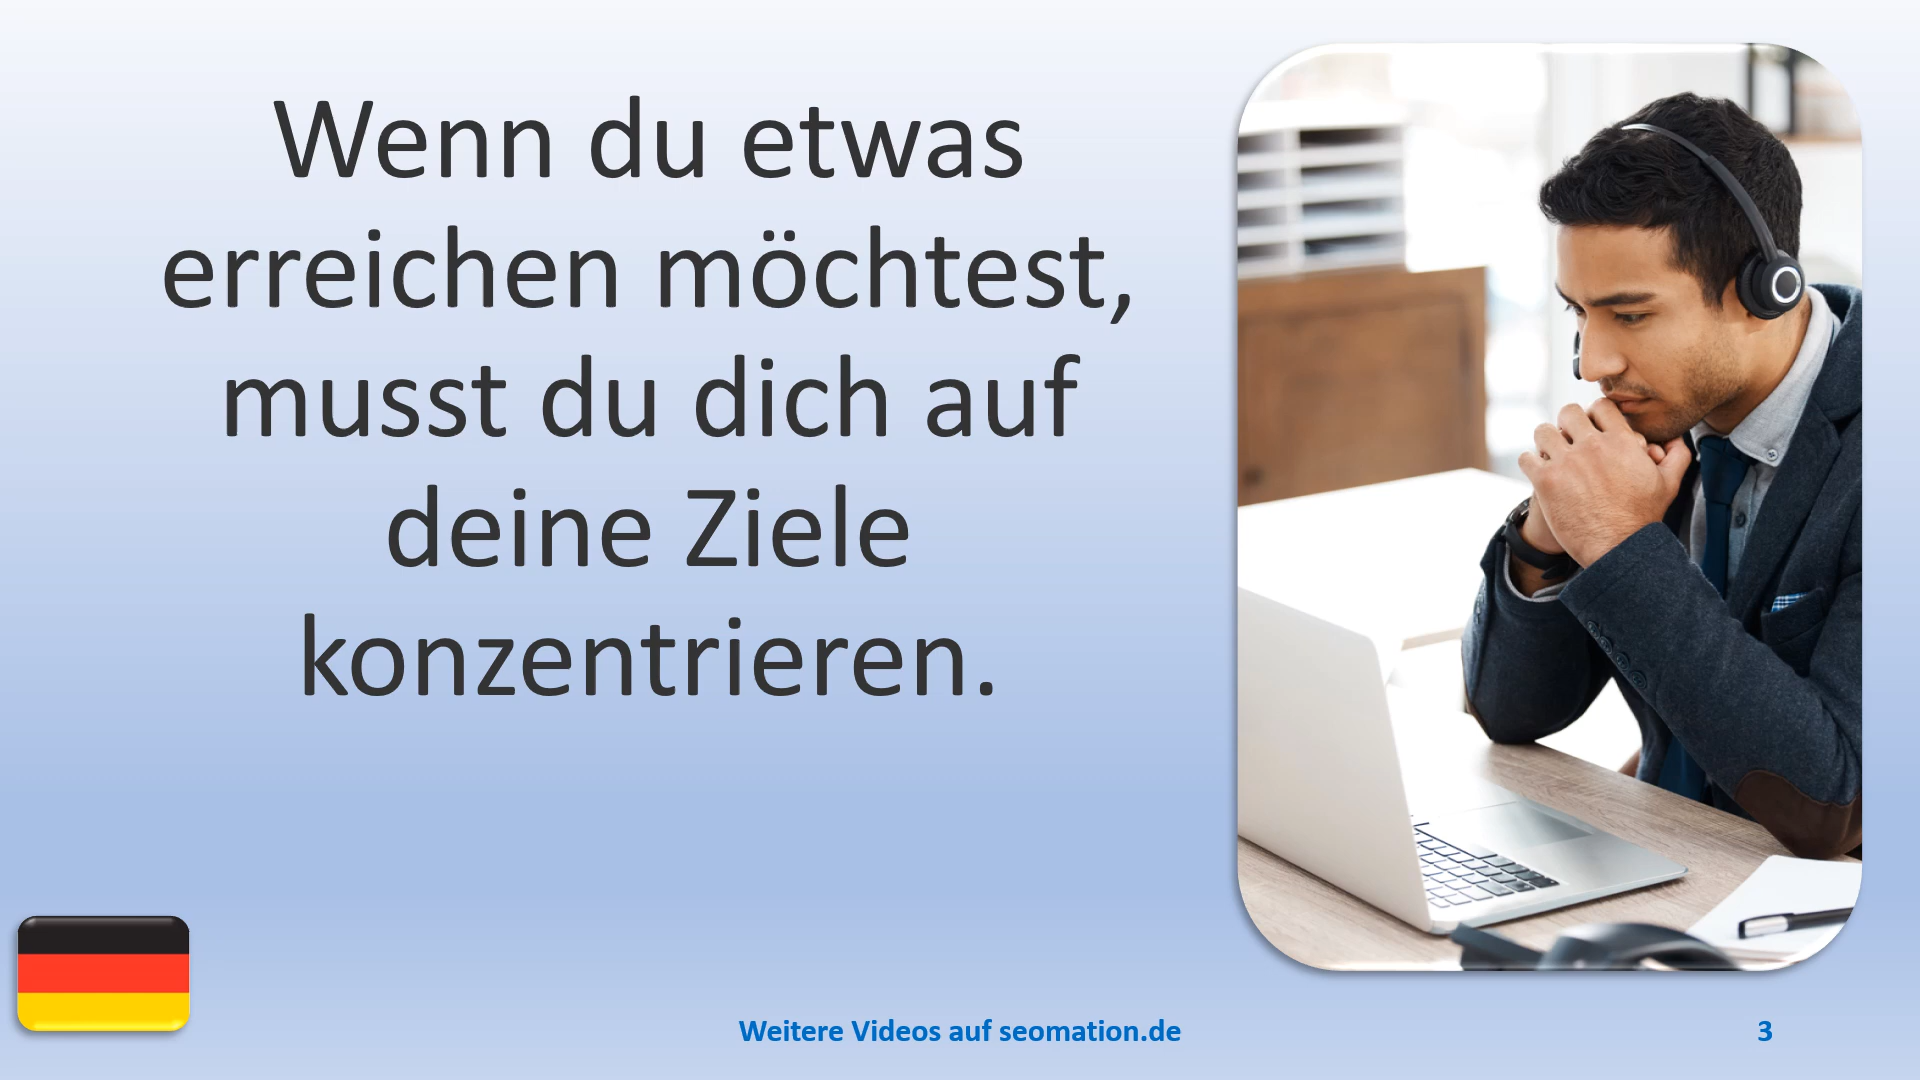 Wenn du etwas
erreichen möchtest,
musst du dich auf
deine Ziele
konzentrieren.
Weitere Videos auf seomation.de
3